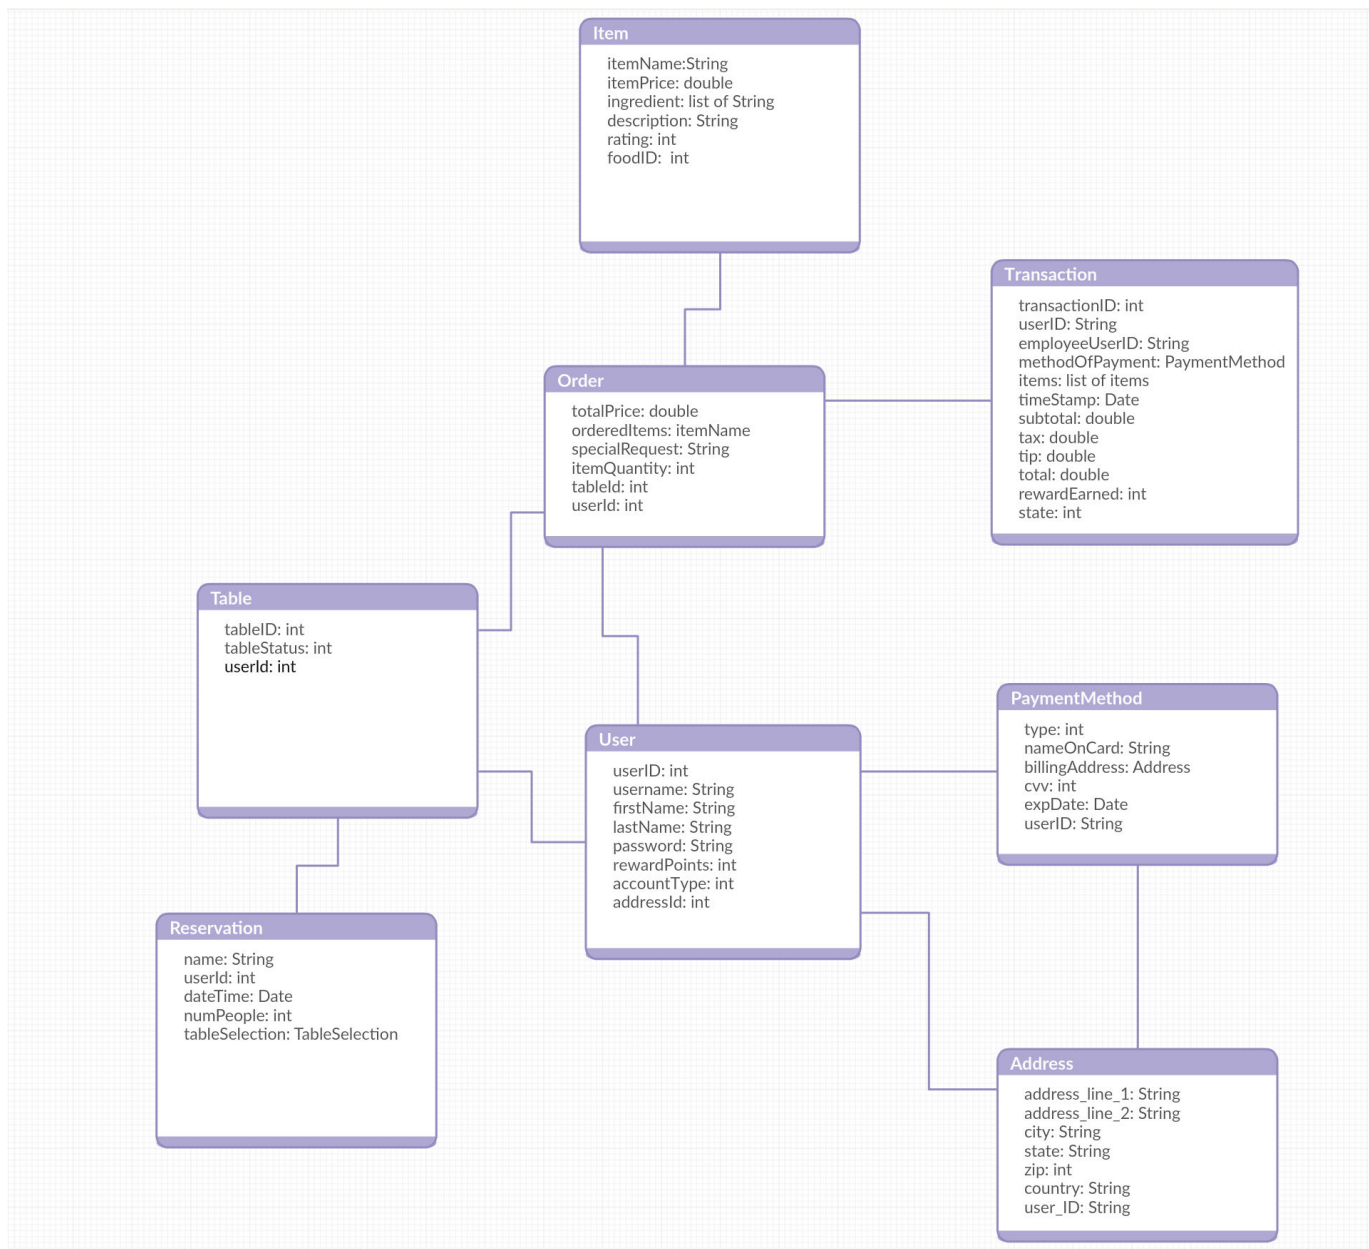 Item
itemName:String
itemPrice: double
ingredient: list of String
description: String
rating: int
foodID:  int
Transaction
transactionID: int
userID: String
employeeUserID: String
methodOfPayment: PaymentMethod
items: list of items
timeStamp: Date
subtotal: double
tax: double
tip: double
total: double
rewardEarned: int
state: int
Order
totalPrice: double
orderedItems: itemName
specialRequest: String
itemQuantity: int
tableId: int
userId: int
Table
tableID: int
tableStatus: int
userId: int
User
userID: int
username: String
firstName: String
lastName: String
password: String
rewardPoints: int
accountType: int
addressId: int
PaymentMethod
type: int
nameOnCard: String
billingAddress: Address
cvv: int
expDate: Date
userID: String
Reservation
name: String
userId: int
dateTime: Date
numPeople: int
tableSelection: TableSelection
Address
address_line_1: String
address_line_2: String
city: String
state: String
zip: int
country: String
user_ID: String